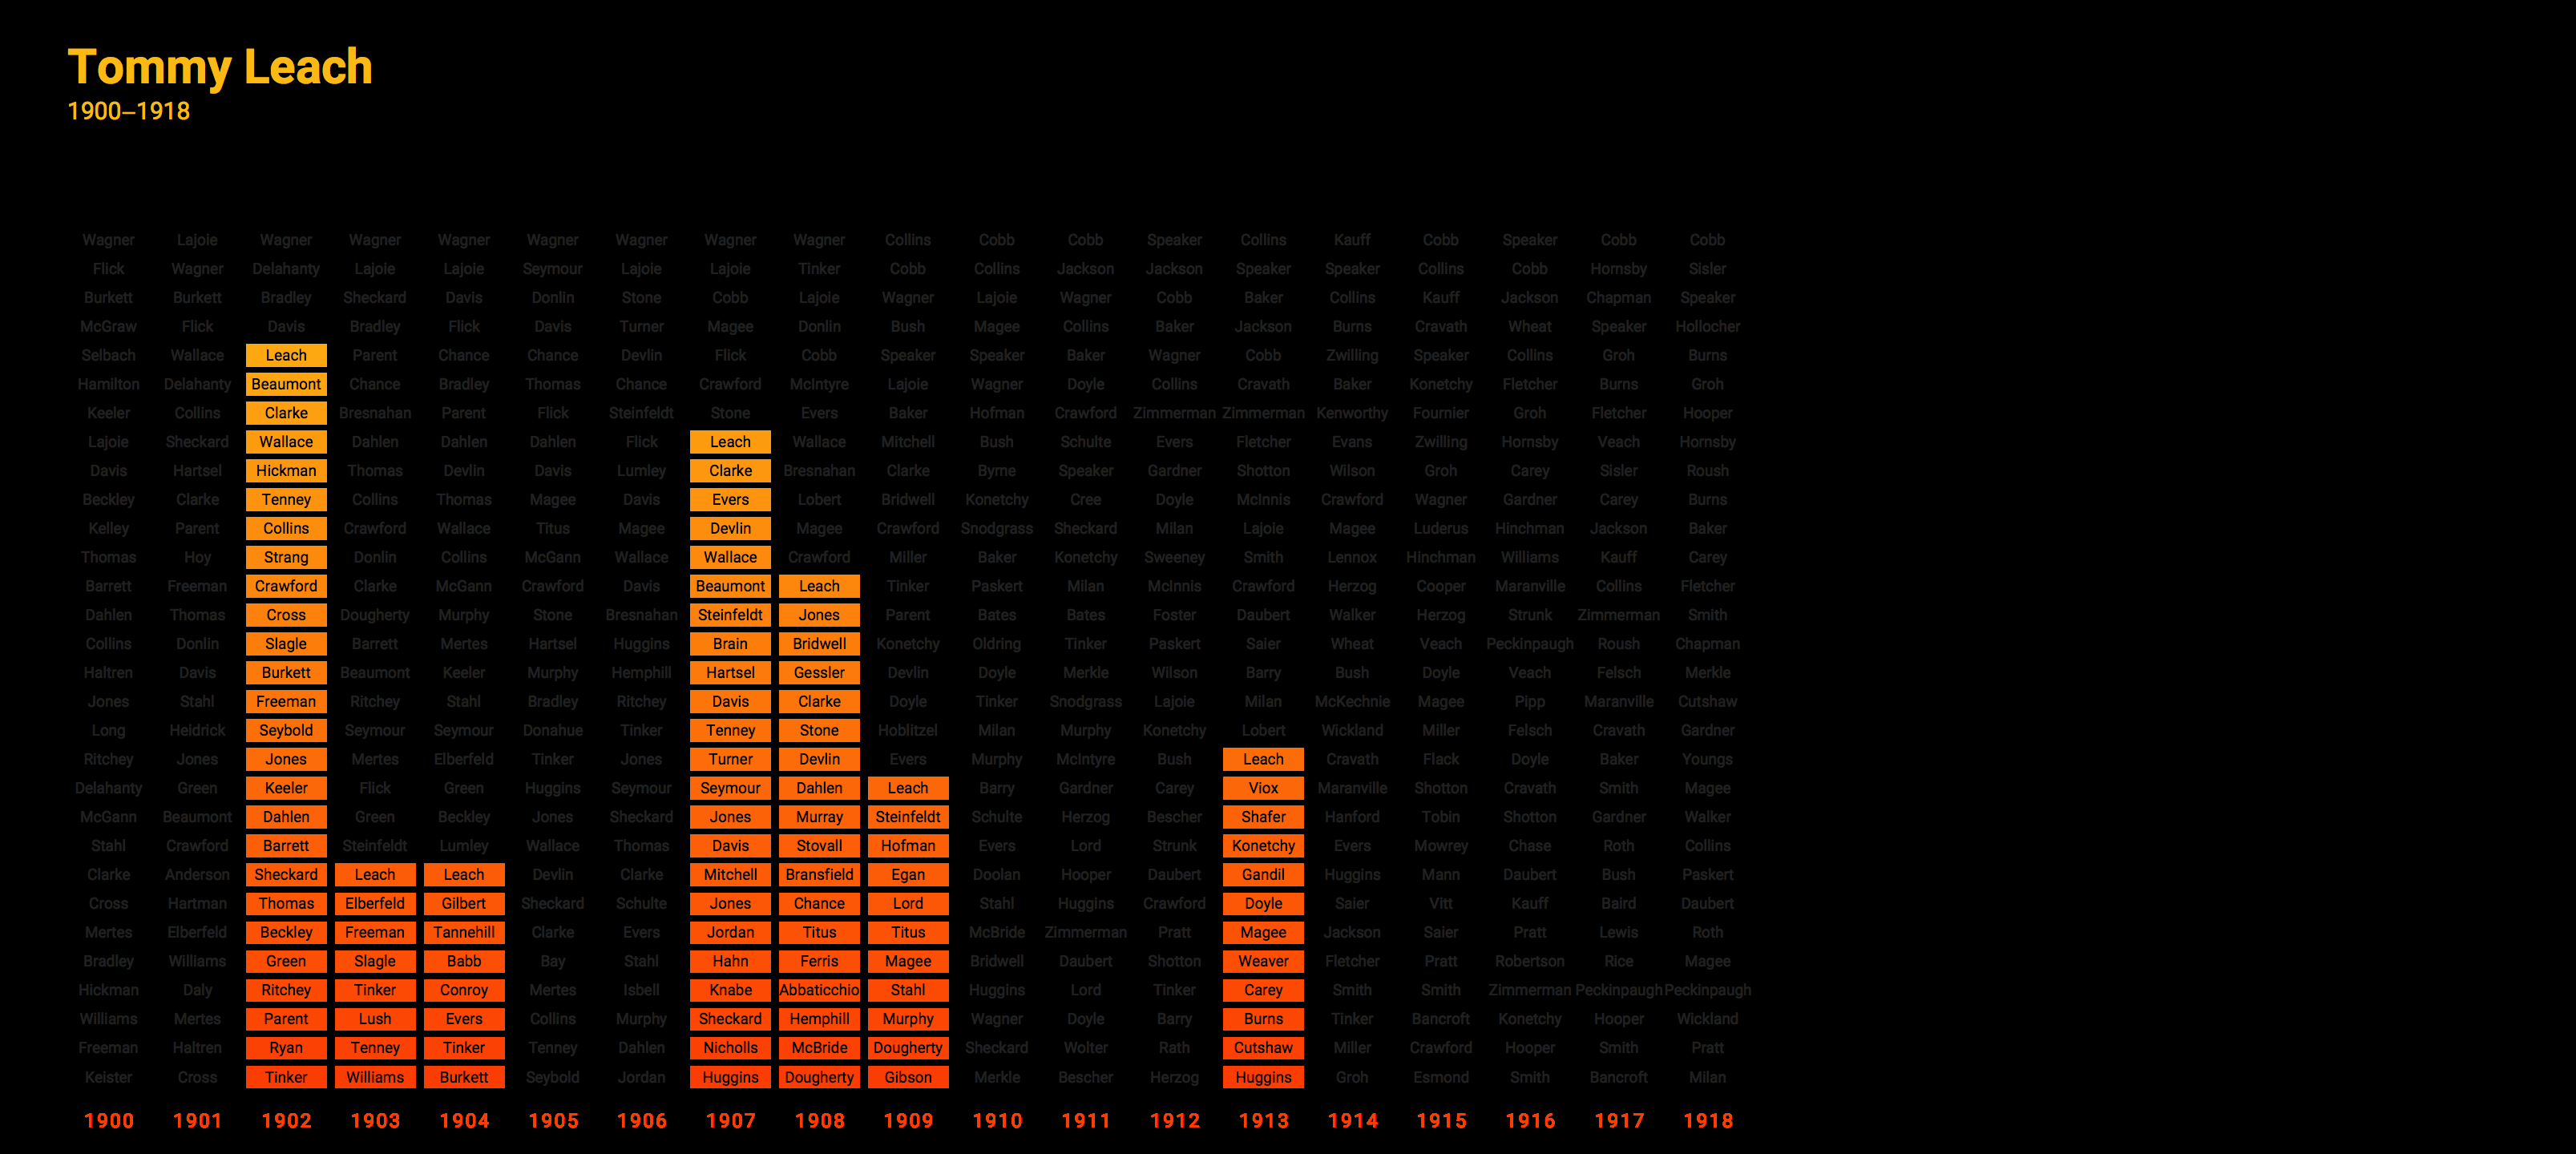 Tommy Leach
1900–1918
Wagner Lajoie Wagner Wagner Wagner Wagner Wagner Wagner Wagner Collins Cobb Cobb Speaker Collins Kauff Cobb Speaker Cobb Cobb
Flick Wagner Delahanty Lajoie Lajoie Seymour Lajoie Lajoie Tinker Cobb Collins Jackson Jackson Speaker Speaker Collins Cobb Hornsby Sisler
Burkett Burkett Bradley Sheckard Davis Donlin Stone Cobb Lajoie Wagner Lajoie Wagner Cobb Baker Collins Kauff Jackson Chapman Speaker
McGraw Flick Davis Bradley Flick Davis Turner Magee Donlin Bush Magee Collins Baker Jackson Burns Cravath Wheat Speaker Hollocher
Selbach Wallace Leach Parent Chance Chance Devlin Flick Cobb Speaker Speaker Baker Wagner Cobb Zwilling Speaker Collins Groh Burns
Hamilton Delahanty Beaumont Chance Bradley Thomas Chance Crawford McIntyre Lajoie Wagner Doyle Collins Cravath Baker Konetchy Fletcher Burns Groh
Keeler Collins Clarke Bresnahan Parent Flick Steinfeldt Stone Evers Baker Hofman Crawford Zimmerman Zimmerman Kenworthy Fournier Groh Fletcher Hooper
Lajoie Sheckard Wallace Dahlen Dahlen Dahlen Flick Leach Wallace Mitchell Bush Schulte Evers Fletcher Evans Zwilling Hornsby Veach Hornsby
Davis Hartsel Hickman Thomas Devlin Davis Lumley Clarke Bresnahan Clarke Byrne Speaker Gardner Shotton Wilson Groh Carey Sisler Roush
Beckley Clarke Tenney Collins Thomas Magee Davis Evers Lobert Bridwell Konetchy Cree Doyle McInnis Crawford Wagner Gardner Carey Burns
Kelley Parent Collins Crawford Wallace Titus Magee Devlin Magee Crawford Snodgrass Sheckard Milan Lajoie Magee Luderus Hinchman Jackson Baker
Thomas Hoy Strang Donlin Collins McGann Wallace Wallace Crawford Miller Baker Konetchy Sweeney Smith Lennox Hinchman Williams Kauff Carey
Barrett Freeman Crawford Clarke McGann Crawford Davis Beaumont Leach Tinker Paskert Milan McInnis Crawford Herzog Cooper Maranville Collins Fletcher
Dahlen Thomas Cross Dougherty Murphy Stone Bresnahan Steinfeldt Jones Parent Bates Bates Foster Daubert Walker Herzog Strunk Zimmerman Smith
Collins Donlin Slagle Barrett Mertes Hartsel Huggins Brain Bridwell Konetchy Oldring Tinker Paskert Saier Wheat Veach Peckinpaugh Roush Chapman
Haltren Davis Burkett Beaumont Keeler Murphy Hemphill Hartsel Gessler Devlin Doyle Merkle Wilson Barry Bush Doyle Veach Felsch Merkle
Jones Stahl Freeman Ritchey Stahl Bradley Ritchey Davis Clarke Doyle Tinker Snodgrass Lajoie Milan McKechnie Magee Pipp Maranville Cutshaw
Long Heidrick Seybold Seymour Seymour Donahue Tinker Tenney Stone Hoblitzel Milan Murphy Konetchy Lobert Wickland Miller Felsch Cravath Gardner
Ritchey Jones Jones Mertes Elberfeld Tinker Jones Turner Devlin Evers Murphy McIntyre Bush Leach Cravath Flack Doyle Baker Youngs
Delahanty Green Keeler Flick Green Huggins Seymour Seymour Dahlen Leach Barry Gardner Carey Viox Maranville Shotton Cravath Smith Magee
McGann Beaumont Dahlen Green Beckley Jones Sheckard Jones Murray Steinfeldt Schulte Herzog Bescher Shafer Hanford Tobin Shotton Gardner Walker
Stahl Crawford Barrett Steinfeldt Lumley Wallace Thomas Davis Stovall Hofman Evers Lord Strunk Konetchy Evers Mowrey Chase Roth Collins
Clarke Anderson Sheckard Leach Leach Devlin Clarke Mitchell Bransfield Egan Doolan Hooper Daubert Gandil Huggins Mann Daubert Bush Paskert
Cross Hartman Thomas Elberfeld Gilbert Sheckard Schulte Jones Chance Lord Stahl Huggins Crawford Doyle Saier Vitt Kauff Baird Daubert
Mertes Elberfeld Beckley Freeman Tannehill Clarke Evers Jordan Titus Titus McBride Zimmerman Pratt Magee Jackson Saier Pratt Lewis Roth
Bradley Williams Green Slagle Babb Bay Stahl Hahn Ferris Magee Bridwell Daubert Shotton Weaver Fletcher Pratt Robertson Rice Magee
Hickman Daly Ritchey Tinker Conroy Mertes Isbell Knabe Abbaticchio Stahl Huggins Lord Tinker Carey Smith Smith Zimmerman Peckinpaugh Peckinpaugh
Williams Mertes Parent Lush Evers Collins Murphy Sheckard Hemphill Murphy Wagner Doyle Barry Burns Tinker Bancroft Konetchy Hooper Wickland
Freeman Haltren Ryan Tenney Tinker Tenney Dahlen Nicholls McBride Dougherty Sheckard Wolter Rath Cutshaw Miller Crawford Hooper Smith Pratt
Keister Cross Tinker Williams Burkett Seybold Jordan Huggins Dougherty Gibson Merkle Bescher Herzog Huggins Groh Esmond Smith Bancroft Milan
1900 1901 1902 1903 1904 1905 1906 1907 1908 1909 1910 1911 1912 1913 1914 1915 1916 1917 1918